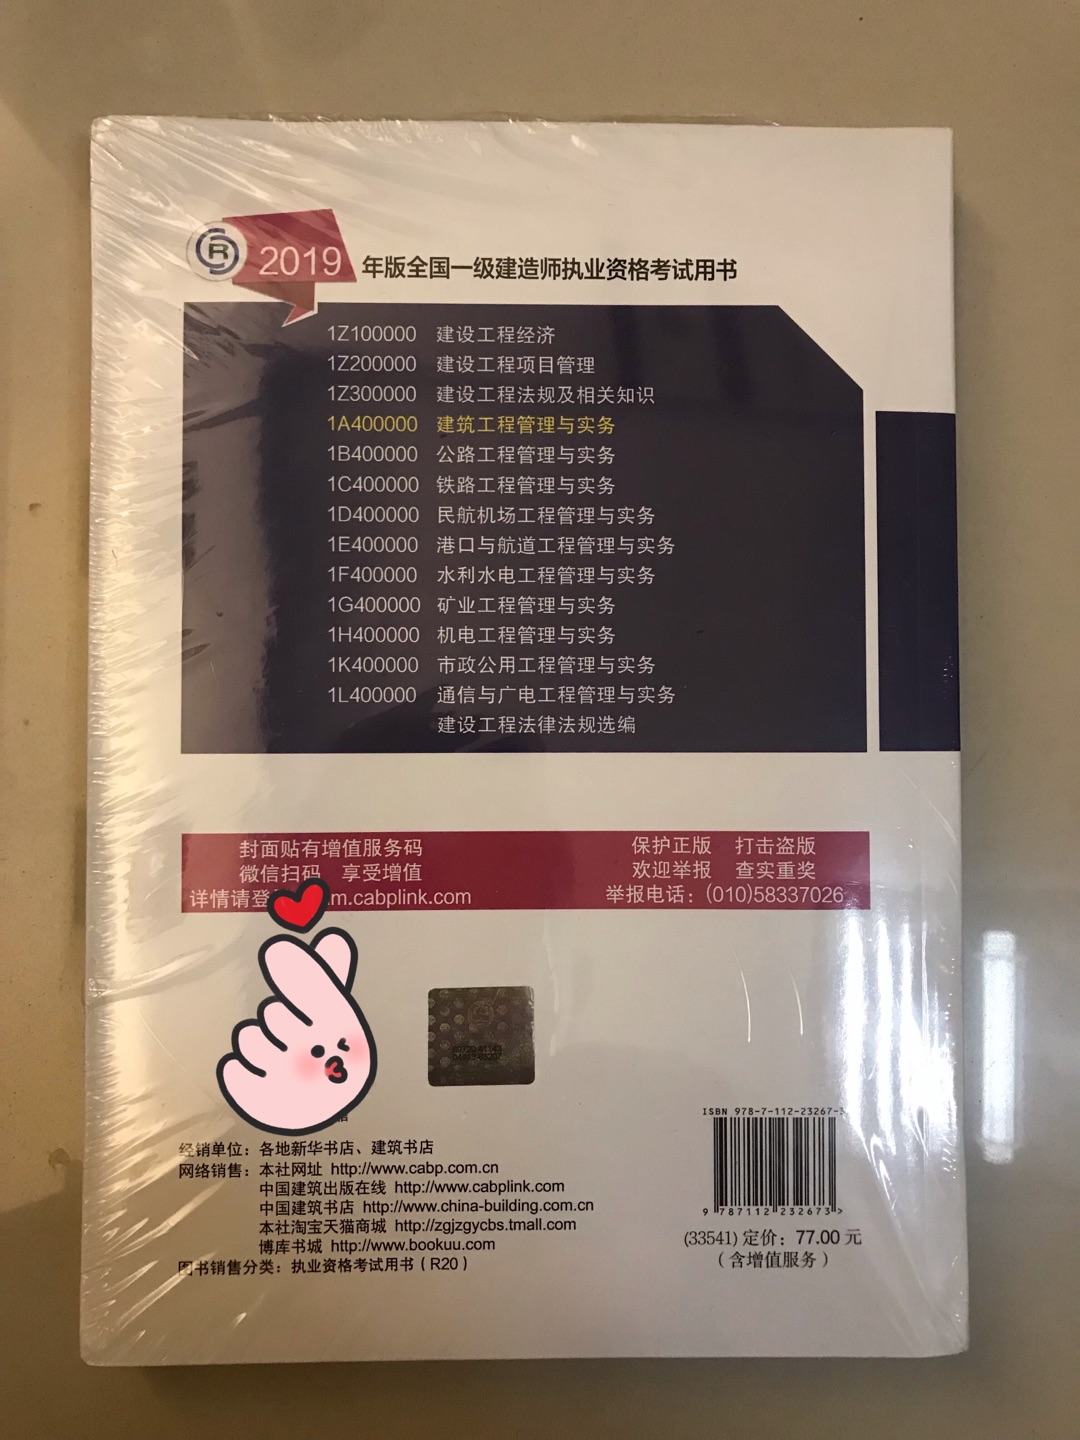 R
2019 年版全国一级建造师执业资格考试用书
1Z100000 建设工程经济
1Z200000 建设工程项目管理
1Z300000 建设工程法规及相关知识
1A400000 建筑工程管理与实务
1B400000 公路工程管理与实务
1C400000 铁路工程管理与实务
1D400000 民航机场工程管理与实务
1E400000 港口与航道工程管理与实务
1F400000 水利水电工程管理与实务
1G400000 矿业工程管理与实务
1H400000 机电工程管理与实务
1K400000 市政公用工程管理与实务
1L400000 通信与广电工程管理与实务
建设工程法律法规选编
封面贴有增值服务码
微信扫码 享受增值
详情请登 m.cabplink.com
保护正版 打击盗版
欢迎举报 查实重奖
举报电话：(010)58337026
经销单位：各地新华书店、建筑书店
网络销售：本社网址 http://www.cabp.com.cn
中国建筑出版在线 http://www.cabplink.com
中国建筑书店 http://www.china-building.com.cn
本社淘宝天猫商城 http://zgjzgycbs.tmall.com
博库书城 http://www.bookuu.com
图书销售分类：执业资格考试用书（R20）
ISBN 978-7-112-23267-3
9 787112 232673 >
(33541) 定价：77.00 元
（含增值服务）